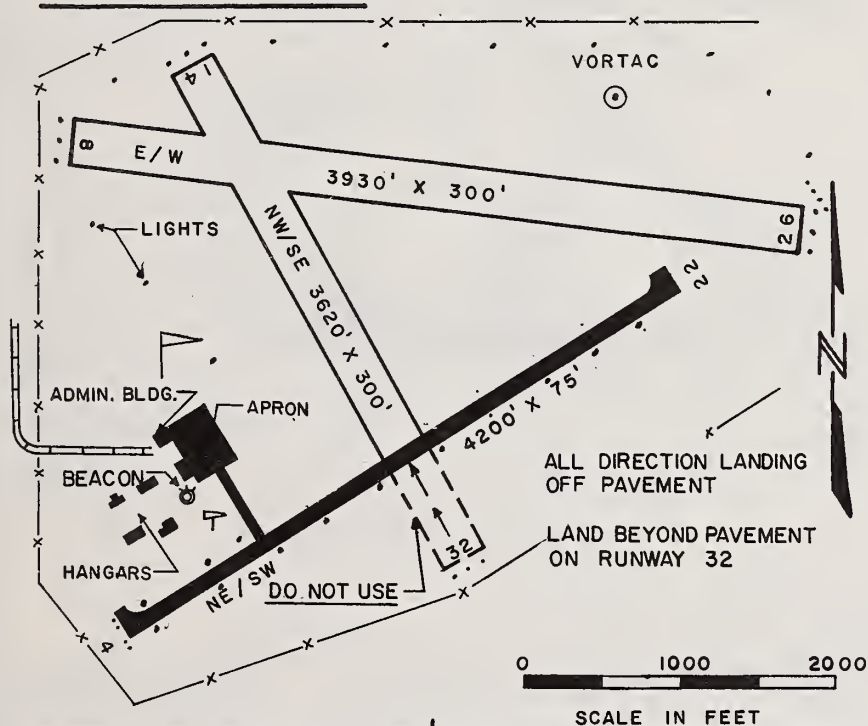 VORTAC
14
8
E/W
3930' X 300'
26
LIGHTS
NW/SE 3620' X 300'
22
ADMIN. BLDG.
APRON
4200' X 75'
N
BEACON
ALL DIRECTION LANDING
OFF PAVEMENT
LAND BEYOND PAVEMENT
ON RUNWAY 32
32
HANGARS
NE/SW
DO NOT USE
4
0 1000 2000
SCALE IN FEET